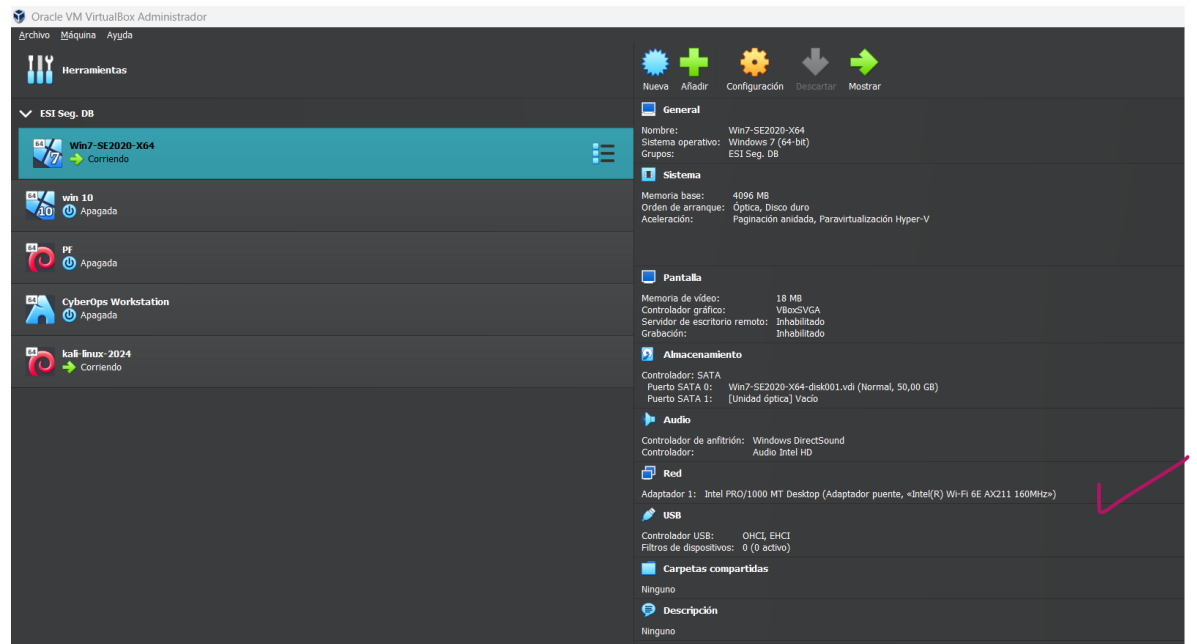 Oracle VM VirtualBox Administrador
Archivo Máquina Ayuda
Herramientas
Nueva Añadir Configuración Descartar Mostrar
ESI Seg. DB
64
7
Win7-SE2020-X64
Corriendo
64
10
win 10
Apagada
64
PF
Apagada
64
CyberOps Workstation
Apagada
64
kali-linux-2024
Corriendo
General
Nombre: Win7-SE2020-X64
Sistema operativo: Windows 7 (64-bit)
Grupos: ESI Seg. DB
Sistema
Memoria base: 4096 MB
Orden de arranque: Óptica, Disco duro
Aceleración: Paginación anidada, Paravirtualización Hyper-V
Pantalla
Memoria de vídeo: 18 MB
Controlador gráfico: VBoxSVGA
Servidor de escritorio remoto: Inhabilitado
Grabación: Inhabilitado
Almacenamiento
Controlador: SATA
Puerto SATA 0: Win7-SE2020-X64-disk001.vdi (Normal, 50,00 GB)
Puerto SATA 1: [Unidad óptica] Vacío
Audio
Controlador de anfitrión: Windows DirectSound
Controlador: Audio Intel HD
Red
Adaptador 1: Intel PRO/1000 MT Desktop (Adaptador puente, «Intel(R) Wi-Fi 6E AX211 160MHz»)
USB
Controlador USB: OHCI, EHCI
Filtros de dispositivos: 0 (0 activo)
Carpetas compartidas
Ninguno
Descripción
Ninguno